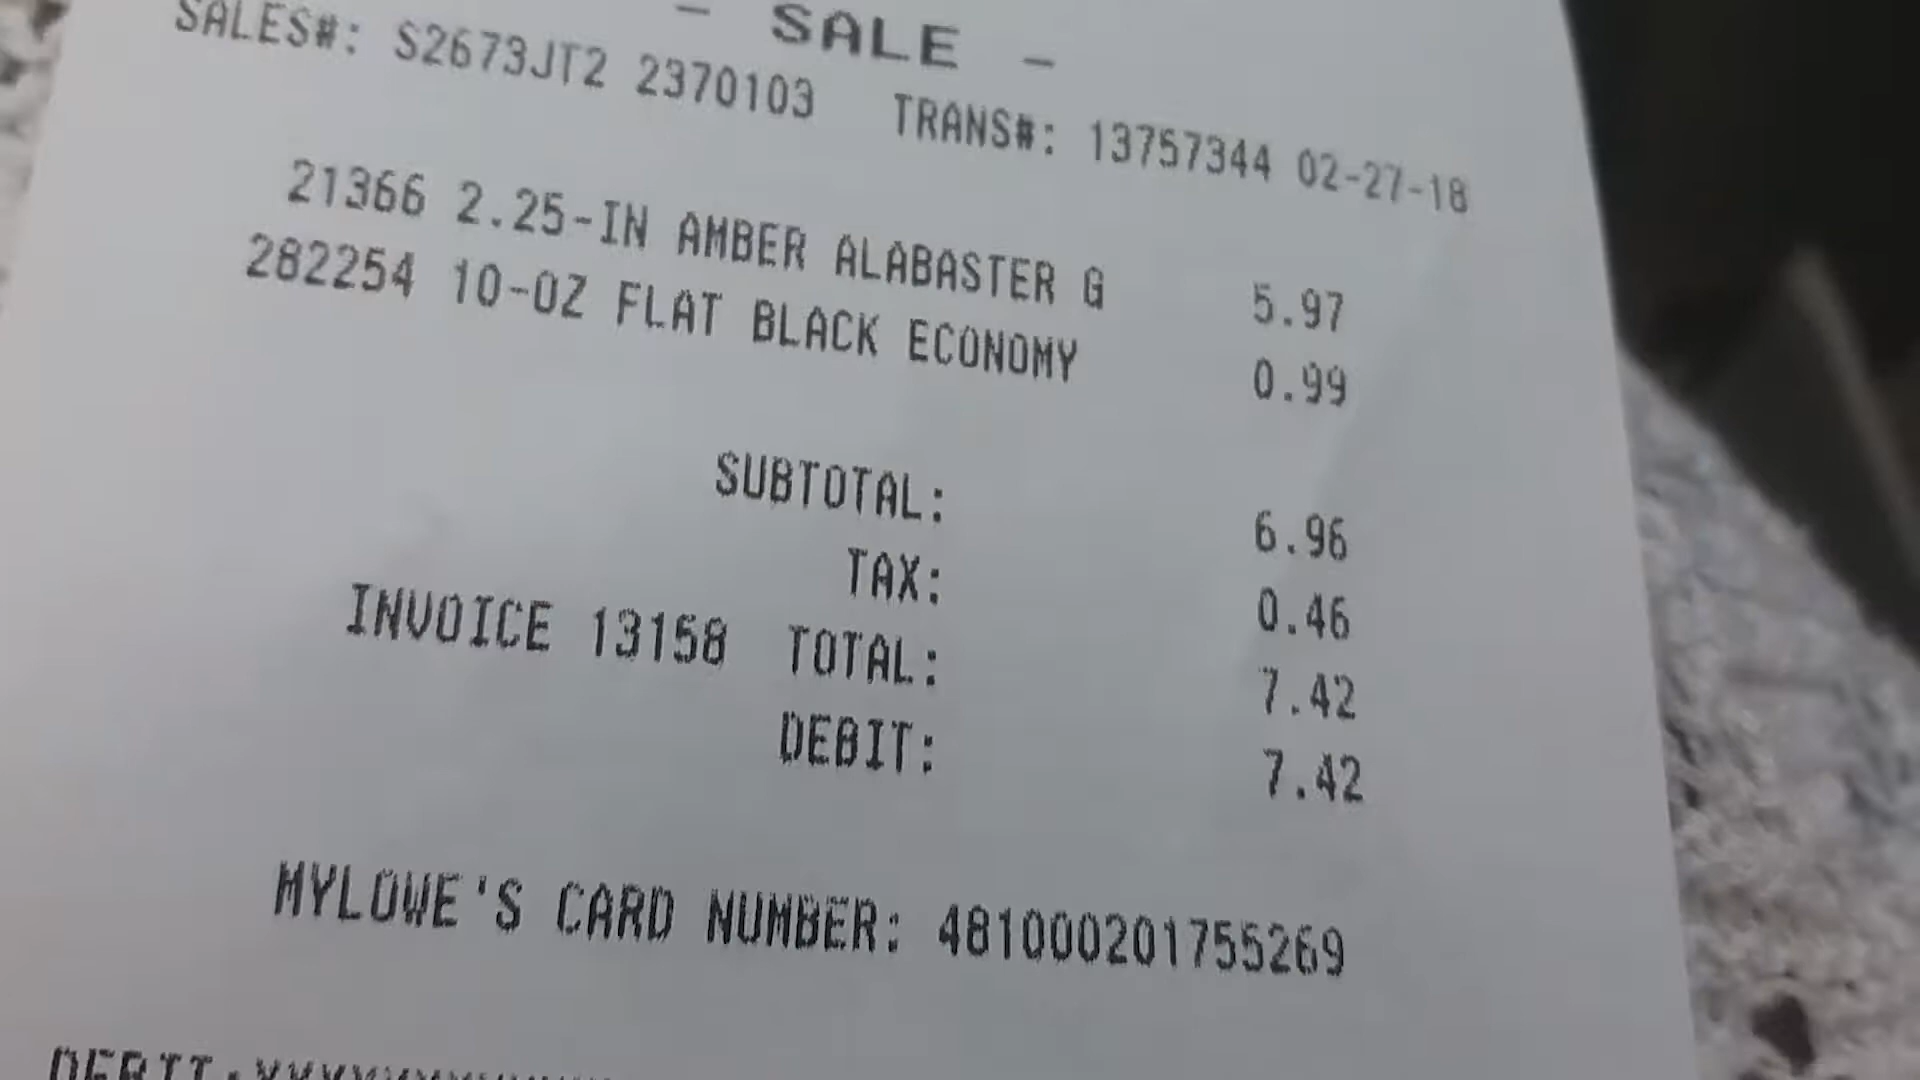 - SALE -
SALES#: S2673JT2 2370103 TRANS#: 13757344 02-27-18
21366 2.25-IN AMBER ALABASTER G 5.97
282254 10-OZ FLAT BLACK ECONOMY 0.99
SUBTOTAL: 6.96
TAX: 0.46
INVOICE 13158 TOTAL: 7.42
DEBIT: 7.42
MYLOWE'S CARD NUMBER: 481000201755269
DEBIT: